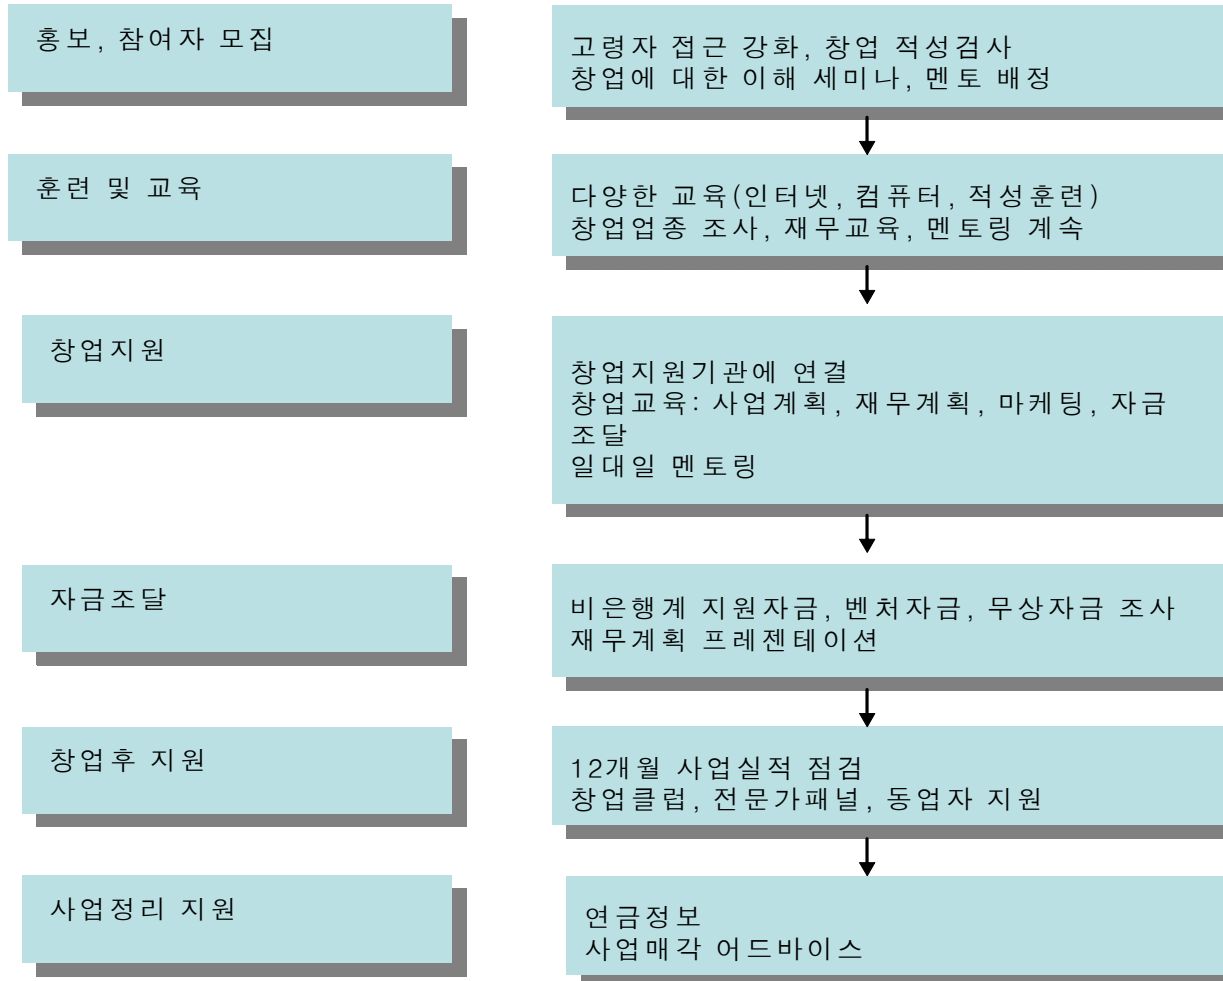 홍보, 참여자 모집
고령자 접근 강화, 창업 적성검사
창업에 대한 이해 세미나, 멘토 배정
훈련 및 교육
다양한 교육(인터넷, 컴퓨터, 적성훈련)
창업업종 조사, 재무교육, 멘토링 계속
창업지원
창업지원기관에 연결
창업교육: 사업계획, 재무계획, 마케팅, 자금
조달
일대일 멘토링
자금조달
비은행계 지원자금, 벤처자금, 무상자금 조사
재무계획 프레젠테이션
창업후 지원
12개월 사업실적 점검
창업클럽, 전문가패널, 동업자 지원
사업정리 지원
연금정보
사업매각 어드바이스